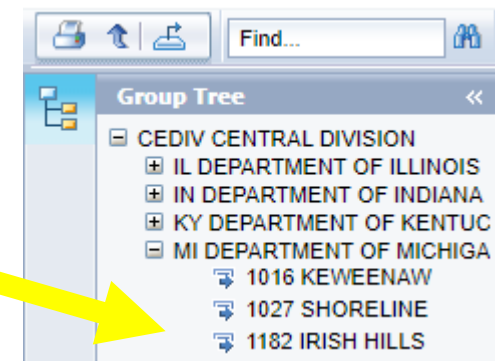 Find...
Group Tree «
CEDIV CENTRAL DIVISION
IL DEPARTMENT OF ILLINOIS
IN DEPARTMENT OF INDIANA
KY DEPARTMENT OF KENTUC
MI DEPARTMENT OF MICHIGA
1016 KEWEENAW
1027 SHORELINE
1182 IRISH HILLS